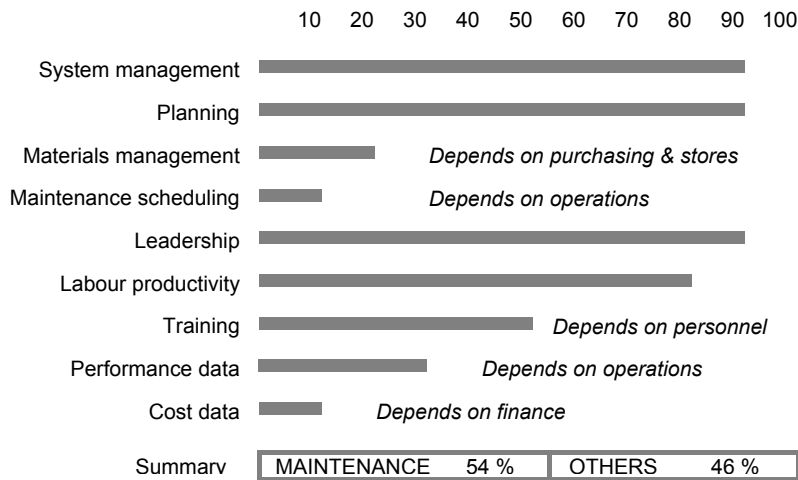 10 20 30 40 50 60 70 80 90 100
System management
Planning
Materials management Depends on purchasing & stores
Maintenance scheduling Depends on operations
Leadership
Labour productivity
Training Depends on personnel
Performance data Depends on operations
Cost data Depends on finance
Summary MAINTENANCE 54 % OTHERS 46 %